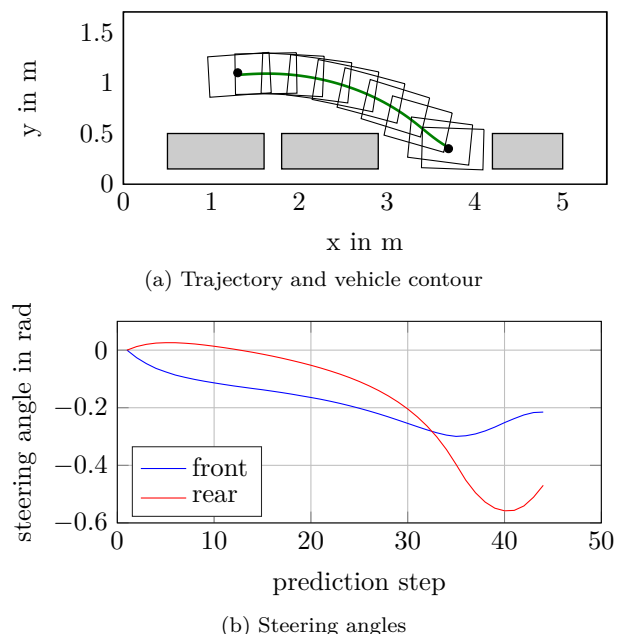 1.5
1
0.5
0
y in m
0 1 2 3 4 5
x in m
(a) Trajectory and vehicle contour
0
−0.2
−0.4
−0.6
steering angle in rad
front
rear
0 10 20 30 40 50
prediction step
(b) Steering angles